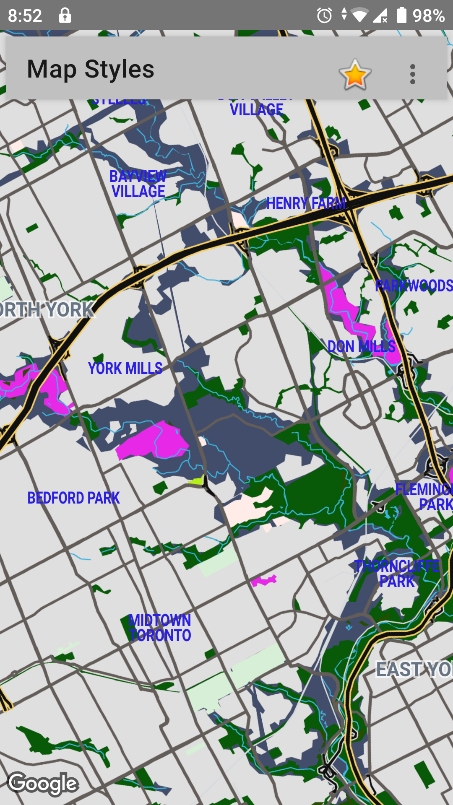 8:52
98%
Map Styles
VILLAGE
BAYVIEW
VILLAGE
HENRY FARM
PARKWOODS
ORTH YORK
DON MILLS
YORK MILLS
BEDFORD PARK
FLEMING
PARK
THORNCLIFFE
PARK
MIDTOWN
TORONTO
EAST YO
Google